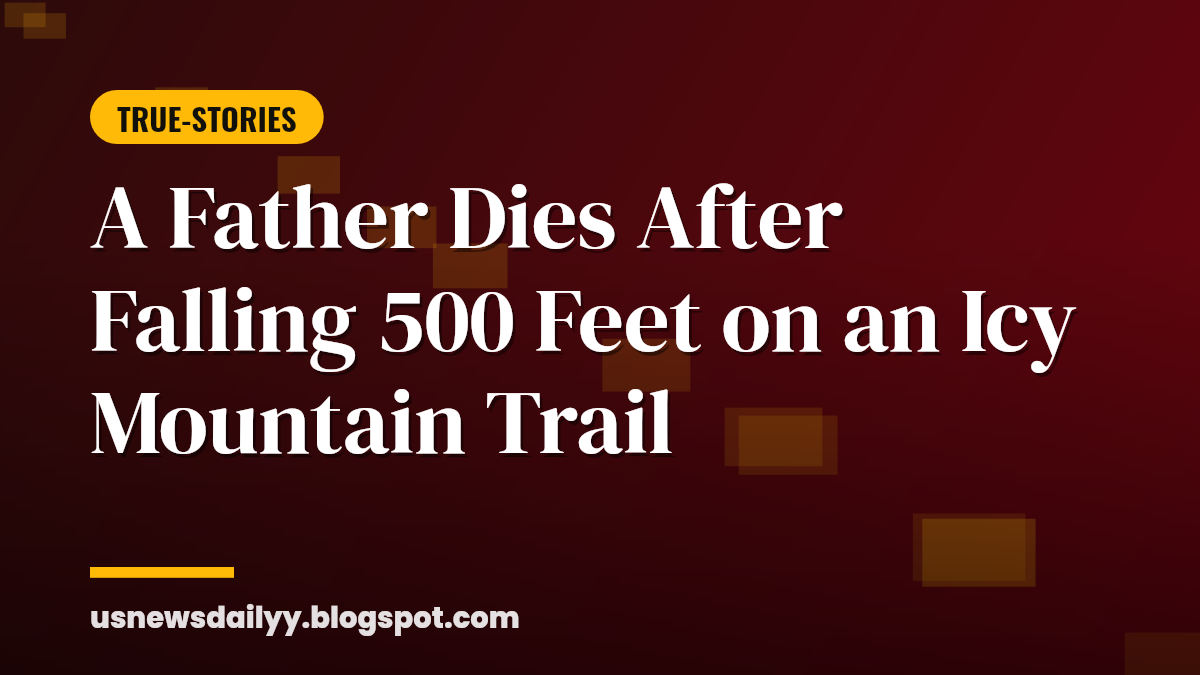 TRUE-STORIES
A Father Dies After
Falling 500 Feet on an Icy
Mountain Trail
usnewsdailyy.blogspot.com